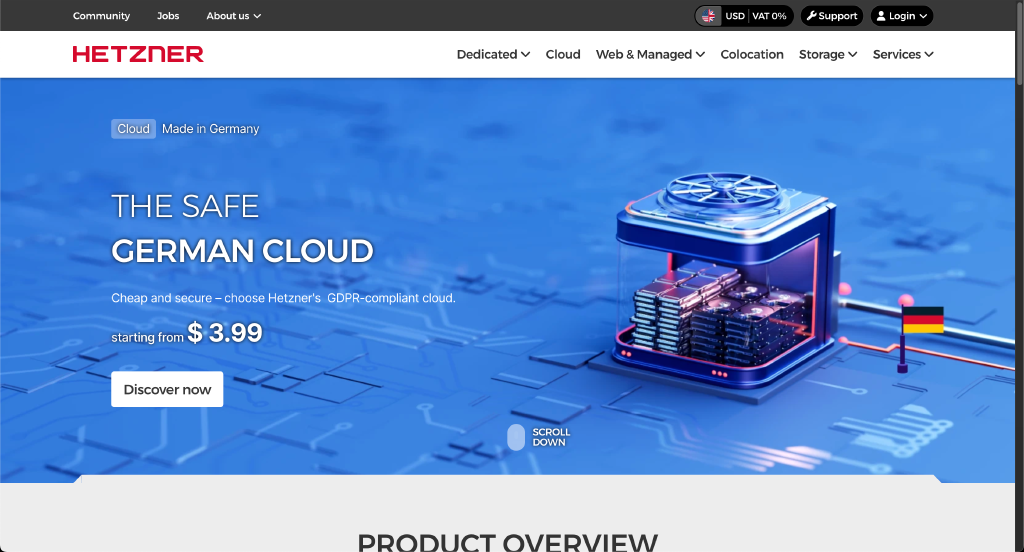 Community Jobs About us USD VAT 0% Support Login
HETZNER Dedicated Cloud Web & Managed Colocation Storage Services
Cloud Made in Germany
THE SAFE
GERMAN CLOUD
Cheap and secure – choose Hetzner's GDPR-compliant cloud.
starting from $ 3.99
Discover now
SCROLL
DOWN
PRODUCT OVERVIEW